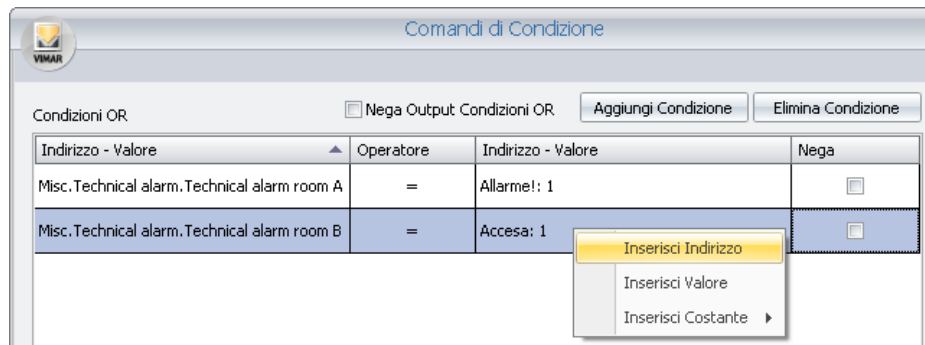 Comandi di Condizione
VIMAR
Condizioni OR Nega Output Condizioni OR Aggiungi Condizione Elimina Condizione
Indirizzo - Valore Operatore Indirizzo - Valore Nega
Misc.Technical alarm.Technical alarm room A = Allarme!: 1
Misc.Technical alarm.Technical alarm room B = Accesa: 1
Inserisci Indirizzo
Inserisci Valore
Inserisci Costante